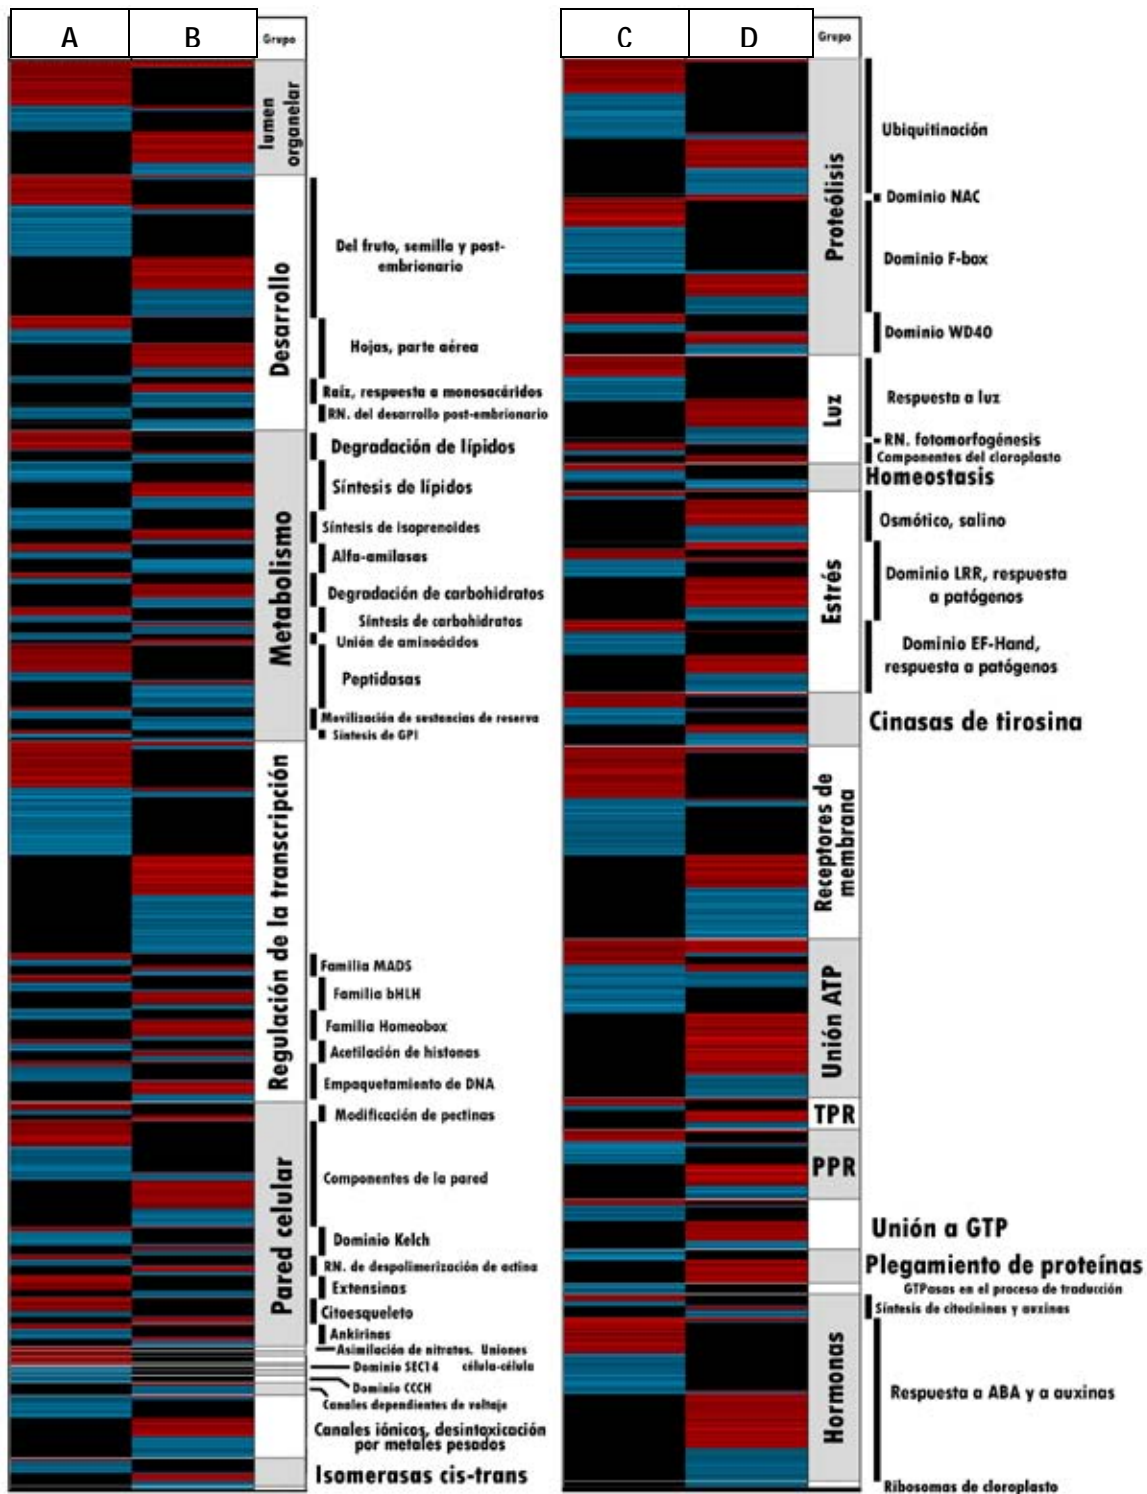 A
B
Grupo
lumen
organelar
Desarrollo
Del fruto, semilla y post-
embrionario
Hojas, parte aérea
Raíz, respuesta a monosacáridos
RN. del desarrollo post-embrionario
Metabolismo
Degradación de lípidos
Síntesis de lípidos
Síntesis de isoprenoides
Alfa-amilasas
Degradación de carbohidratos
Síntesis de carbohidratos
Unión de aminoácidos
Peptidasas
Movilización de sustancias de reserva
Síntesis de GPI
Regulación de la transcripción
Familia MADS
Familia bHLH
Familia Homeobox
Acetilación de histonas
Empaquetamiento de DNA
Pared celular
Modificación de pectinas
Componentes de la pared
Dominio Kelch
RN. de despolimerización de actina
Extensinas
Citoesqueleto
Ankirinas
Asimilación de nitratos. Uniones
célula-célula
Dominio SEC14
Dominio CCCH
Canales dependientes de voltaje
Canales iónicos, desintoxicación
por metales pesados
Isomerasas cis-trans
C
D
Grupo
Proteólisis
Ubiquitinación
Dominio NAC
Dominio F-box
Dominio WD40
Luz
Respuesta a luz
RN. fotomorfogénesis
Componentes del cloroplasto
Homeostasis
Estrés
Osmótico, salino
Dominio LRR, respuesta
a patógenos
Dominio EF-Hand,
respuesta a patógenos
Cinasas de tirosina
Receptores de
membrana
Unión ATP
TPR
PPR
Unión a GTP
Plegamiento de proteínas
GTPasas en el proceso de traducción
Hormonas
Síntesis de citocininas y auxinas
Respuesta a ABA y a auxinas
Ribosomas de cloroplasto